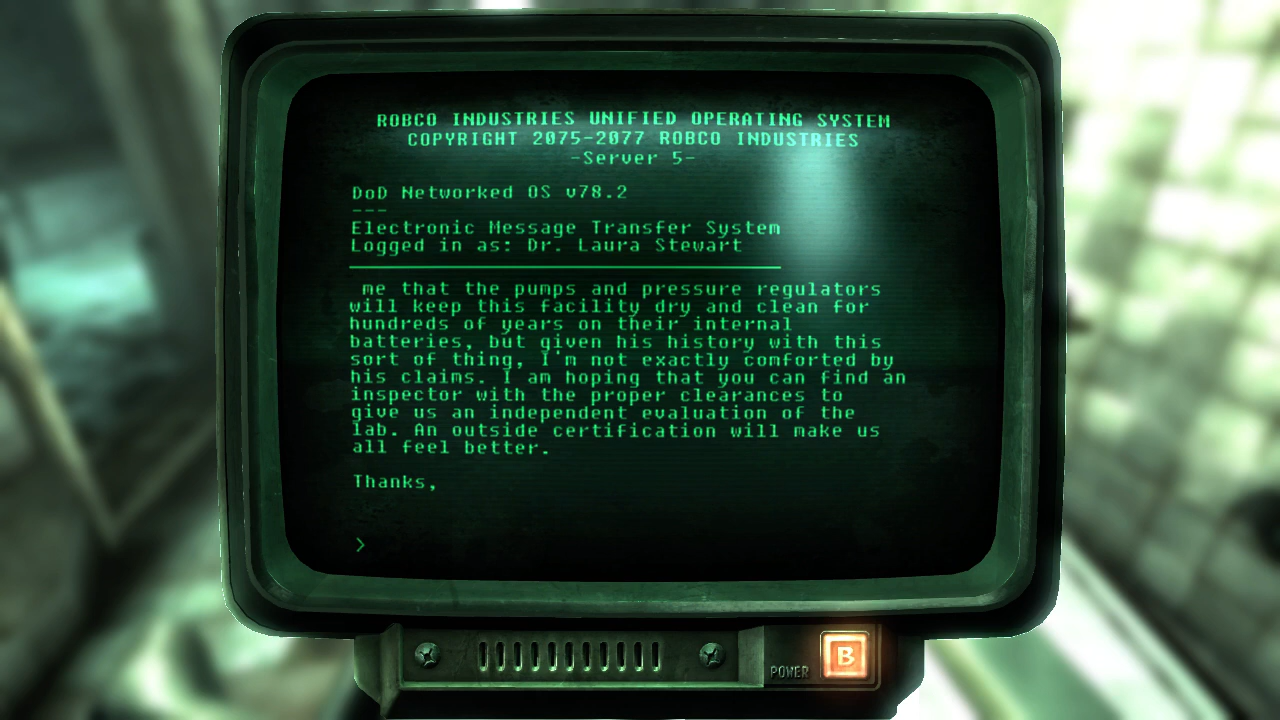 ROBCO INDUSTRIES UNIFIED OPERATING SYSTEM
COPYRIGHT 2075-2077 ROBCO INDUSTRIES
-Server 5-
DoD Networked OS v78.2
---
Electronic Message Transfer System
Logged in as: Dr. Laura Stewart
me that the pumps and pressure regulators
will keep this facility dry and clean for
hundreds of years on their internal
batteries, but given his history with this
sort of thing, I'm not exactly comforted by
his claims. I am hoping that you can find an
inspector with the proper clearances to
give us an independent evaluation of the
lab. An outside certification will make us
all feel better.
Thanks,
>
POWER B